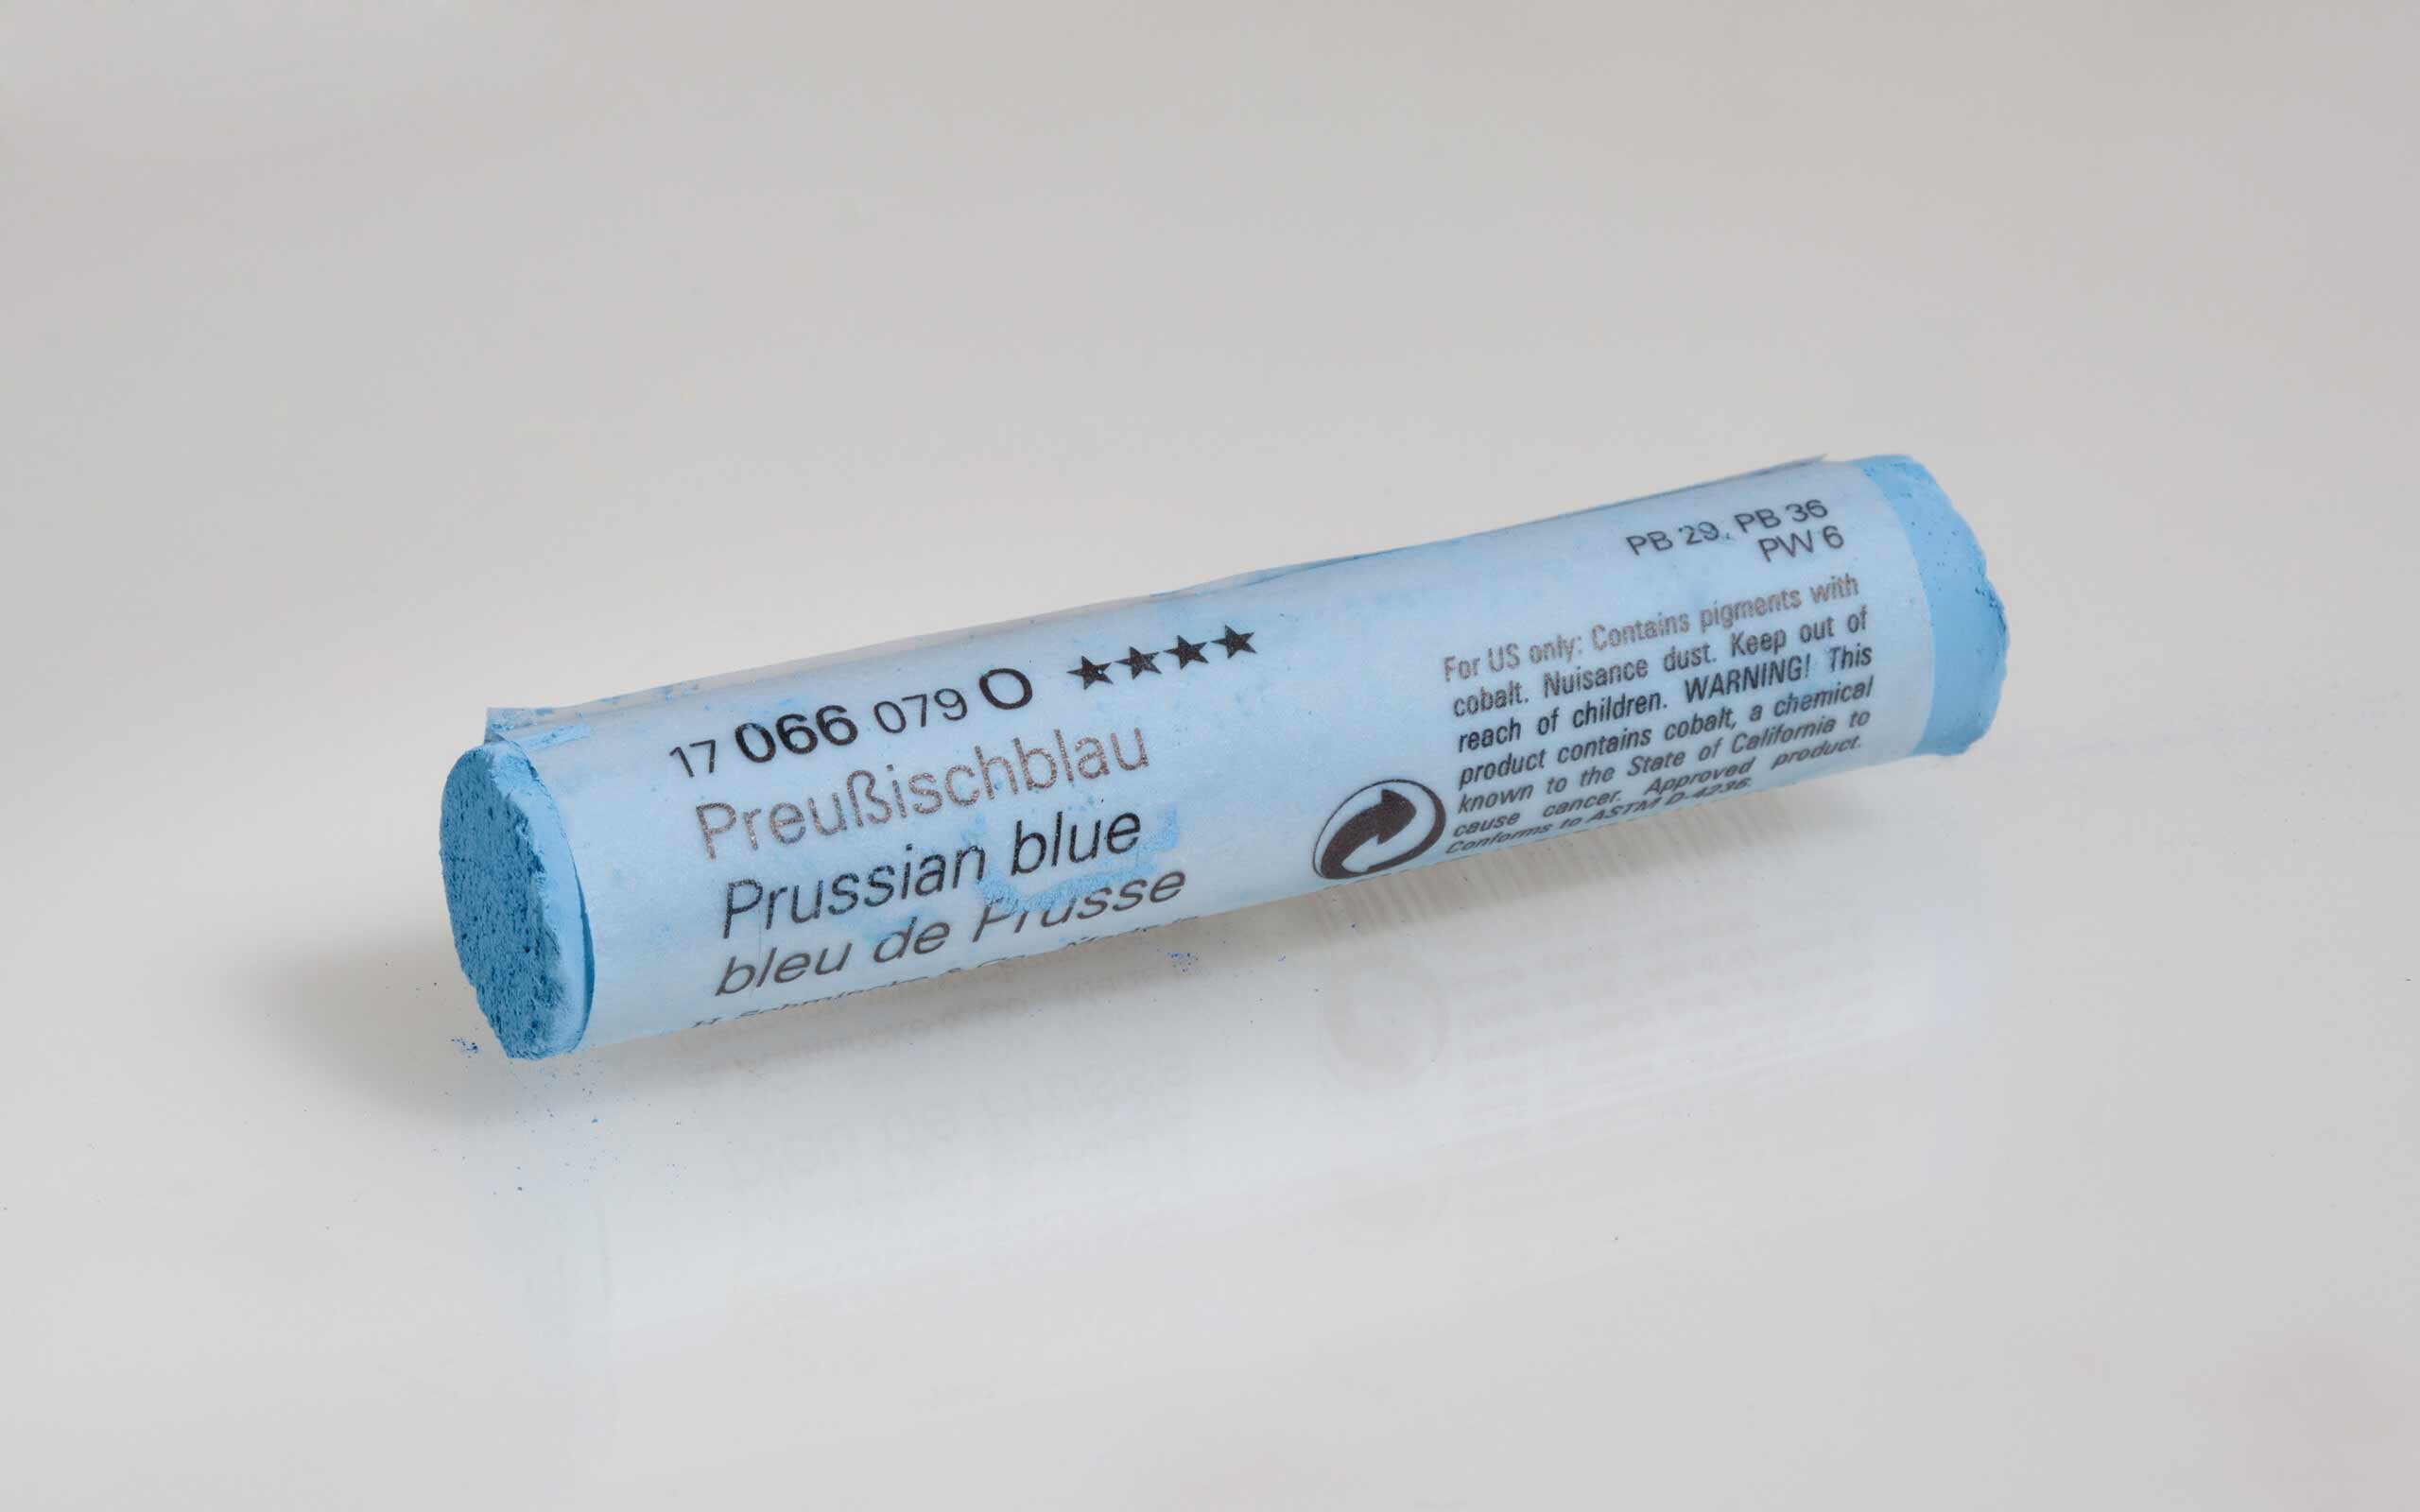 17 066 079 O ★★★★
Preußischblau
Prussian blue
bleu de Prusse
PB 29, PB 36
PW 6
For US only: Contains pigments with
cobalt. Nuisance dust. Keep out of
reach of children. WARNING! This
product contains cobalt, a chemical
known to the State of California to
cause cancer. Approved product.
Conforms to ASTM D-4236.